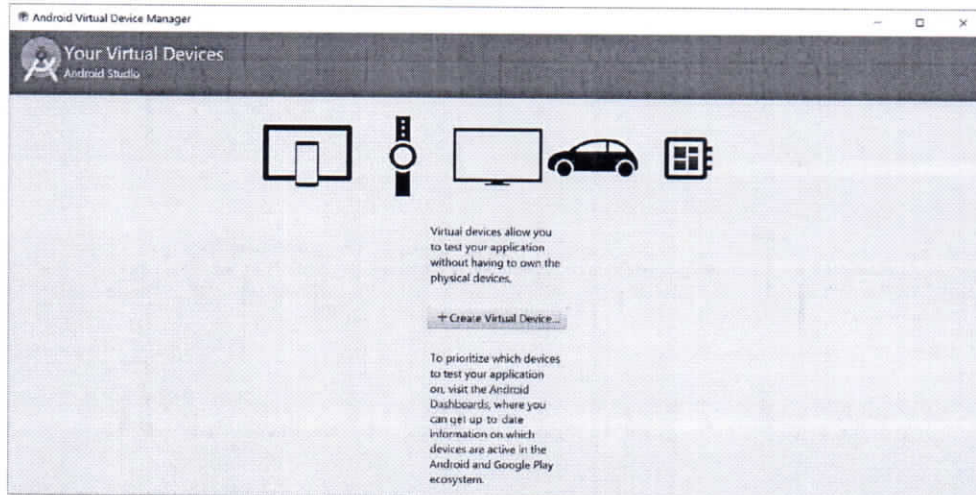 Android Virtual Device Manager
Your Virtual Devices
Android Studio
Virtual devices allow you
to test your application
without having to own the
physical devices.
+ Create Virtual Device...
To prioritize which devices
to test your application
on, visit the Android
Dashboards, where you
can get up-to-date
information on which
devices are active in the
Android and Google Play
ecosystem.